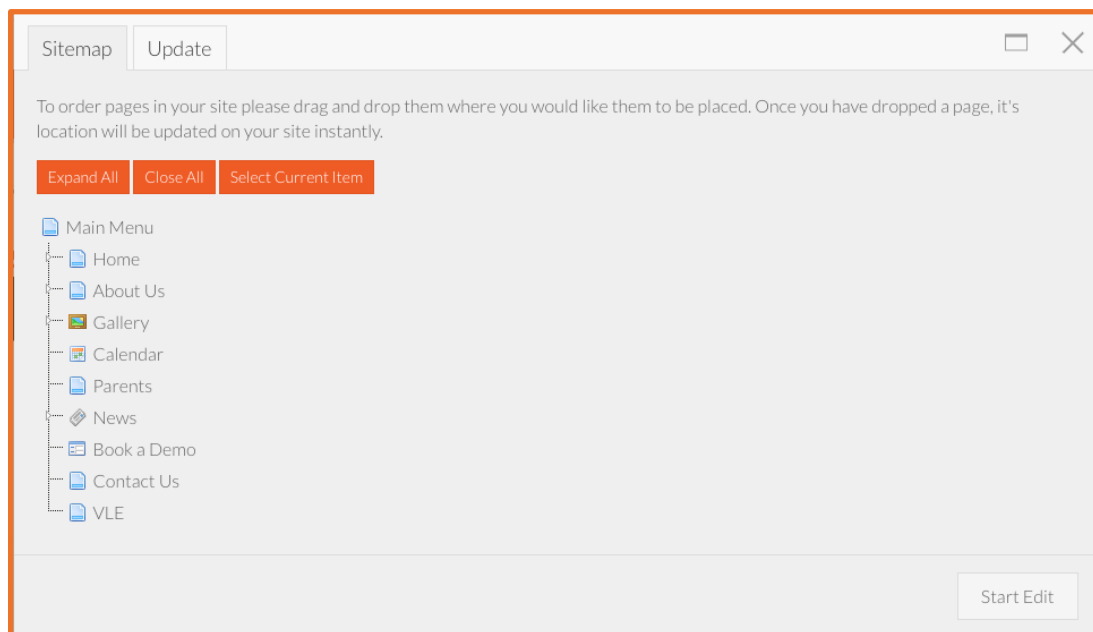 Sitemap Update
To order pages in your site please drag and drop them where you would like them to be placed. Once you have dropped a page, it's
location will be updated on your site instantly.
Expand All Close All Select Current Item
Main Menu
Home
About Us
Gallery
Calendar
Parents
News
Book a Demo
Contact Us
VLE
Start Edit